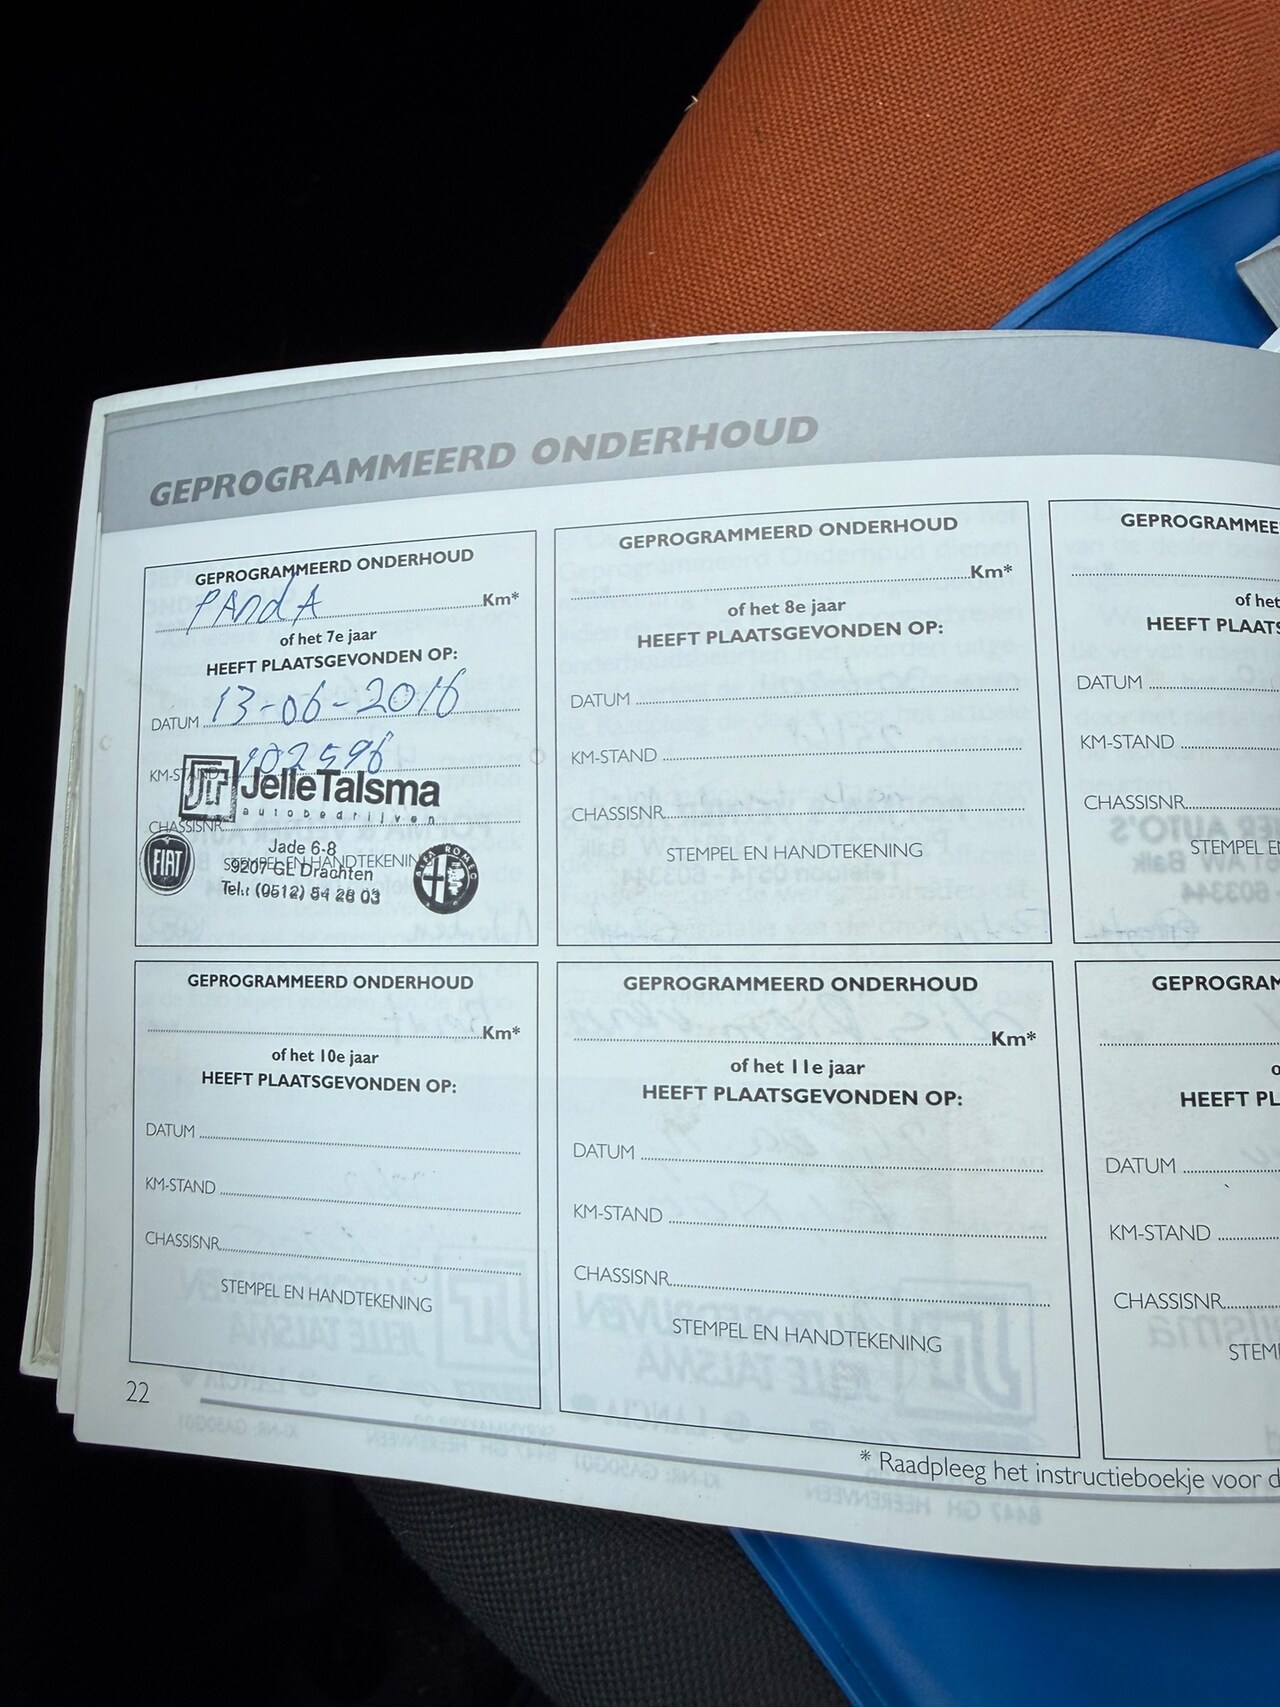 GEPROGRAMMEERD ONDERHOUD
GEPROGRAMMEERD ONDERHOUD
PANdA Km*
of het 7e jaar
HEEFT PLAATSGEVONDEN OP:
DATUM 13-06-2016
KM-STAND 102596
JT JelleTalsma
autobedrijven
CHASSISNR.
Jade 6-8
STEMPEL EN HANDTEKENING
9207 GL Drachten
Tel.: (0512) 54 28 03
FIAT
ALFA ROMEO
GEPROGRAMMEERD ONDERHOUD
Km*
of het 8e jaar
HEEFT PLAATSGEVONDEN OP:
DATUM
KM-STAND
CHASSISNR.
STEMPEL EN HANDTEKENING
GEPROGRAMMEE
of het
HEEFT PLAATS
DATUM
KM-STAND
CHASSISNR.
STEMPEL E
GEPROGRAMMEERD ONDERHOUD
Km*
of het 10e jaar
HEEFT PLAATSGEVONDEN OP:
DATUM
KM-STAND
CHASSISNR.
STEMPEL EN HANDTEKENING
GEPROGRAMMEERD ONDERHOUD
Km*
of het 11e jaar
HEEFT PLAATSGEVONDEN OP:
DATUM
KM-STAND
CHASSISNR.
STEMPEL EN HANDTEKENING
GEPROGRAM
o
HEEFT PL
DATUM
KM-STAND
CHASSISNR.
STEM
22
* Raadpleeg het instructieboekje voor d